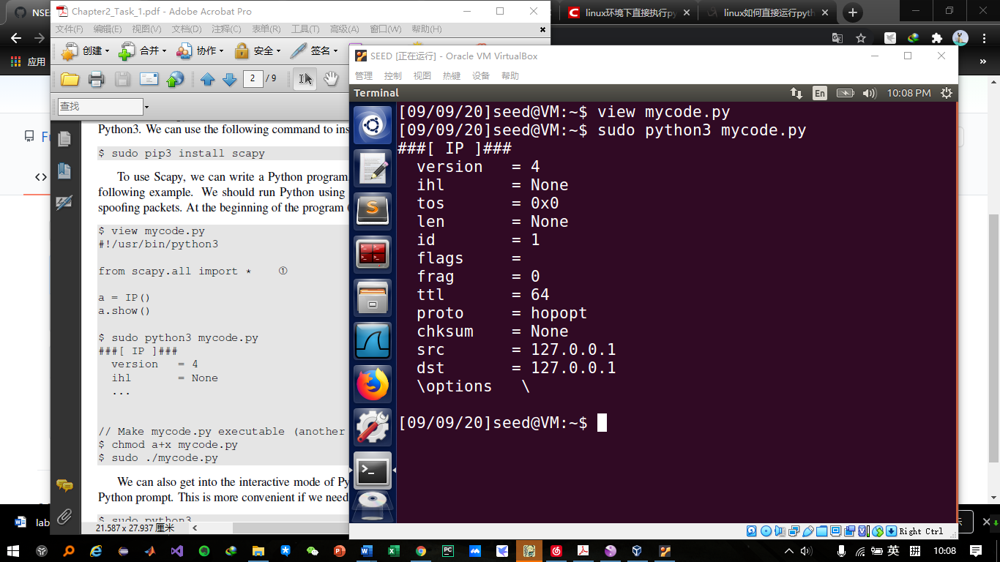 NSE
Chapter2_Task_1.pdf - Adobe Acrobat Pro
linux环境下直接执行py
linux如何直接运行pyth
文件(F) 编辑(E) 视图(V) 文档(D) 注释(C) 表单(R) 工具(T) 高级(A) 窗口(W) 帮助(H)
创建 合并 协作 安全 签名
应用
2 / 9
查找
Python3. We can use the following command to ins
$ sudo pip3 install scapy
To use Scapy, we can write a Python program,
following example. We should run Python using
spoofing packets. At the beginning of the program (
$ view mycode.py
#!/usr/bin/python3
from scapy.all import * ①
a = IP()
a.show()
$ sudo python3 mycode.py
###[ IP ]###
version = 4
ihl = None
...
// Make mycode.py executable (another
$ chmod a+x mycode.py
$ sudo ./mycode.py
We can also get into the interactive mode of Py
Python prompt. This is more convenient if we need
$ sudo python3
21.587 x 27.937 厘米
SEED [正在运行] - Oracle VM VirtualBox
管理 控制 视图 热键 设备 帮助
Terminal
En
10:08 PM
[09/09/20]seed@VM:~$ view mycode.py
[09/09/20]seed@VM:~$ sudo python3 mycode.py
###[ IP ]###
version = 4
ihl = None
tos = 0x0
len = None
id = 1
flags =
frag = 0
ttl = 64
proto = hopopt
chksum = None
src = 127.0.0.1
dst = 127.0.0.1
\options \
[09/09/20]seed@VM:~$
Right Ctrl
lab
英
拼
10:08